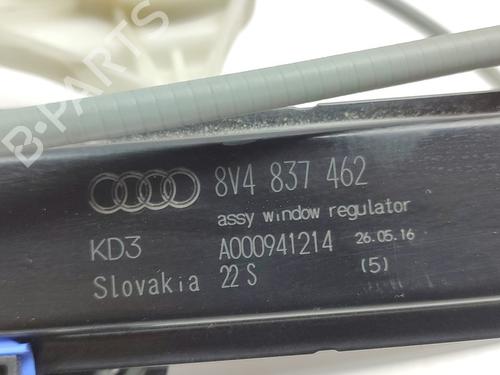 B-PARTS
8V4 837 462
assy window regulator
KD3 A000941214 26.05.16
Slovakia 22 S (5)